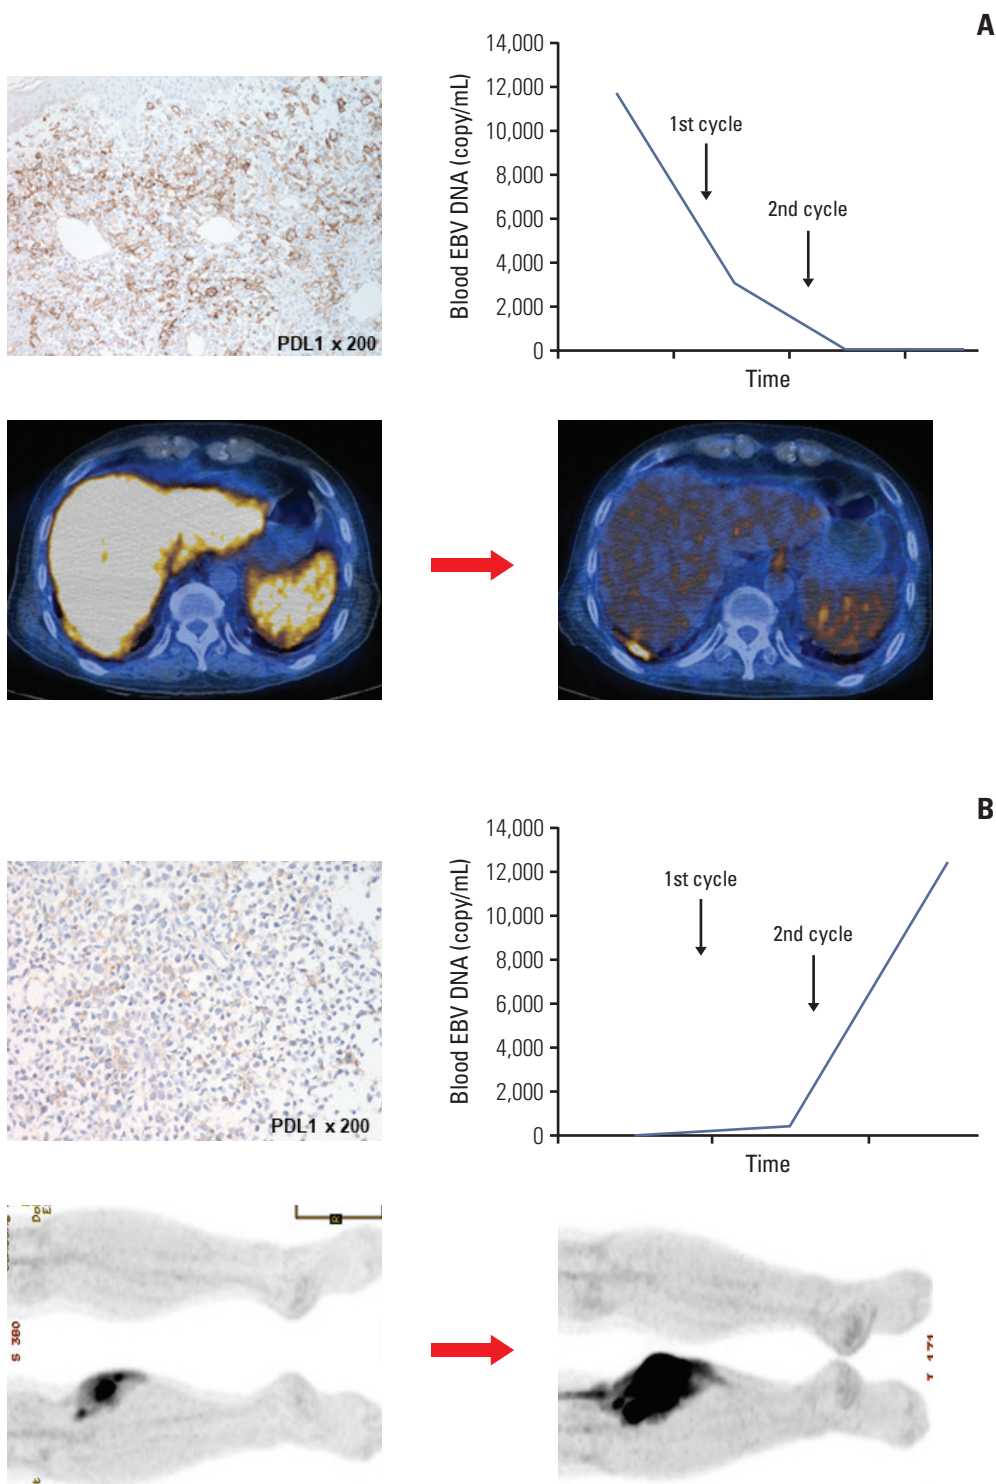 A
14,000
12,000
10,000
8,000
6,000
4,000
2,000
0
Blood EBV DNA (copy/mL)
1st cycle
2nd cycle
Time
PDL1 x 200
B
14,000
12,000
10,000
8,000
6,000
4,000
2,000
0
Blood EBV DNA (copy/mL)
1st cycle
2nd cycle
Time
PDL1 x 200
R
S 380